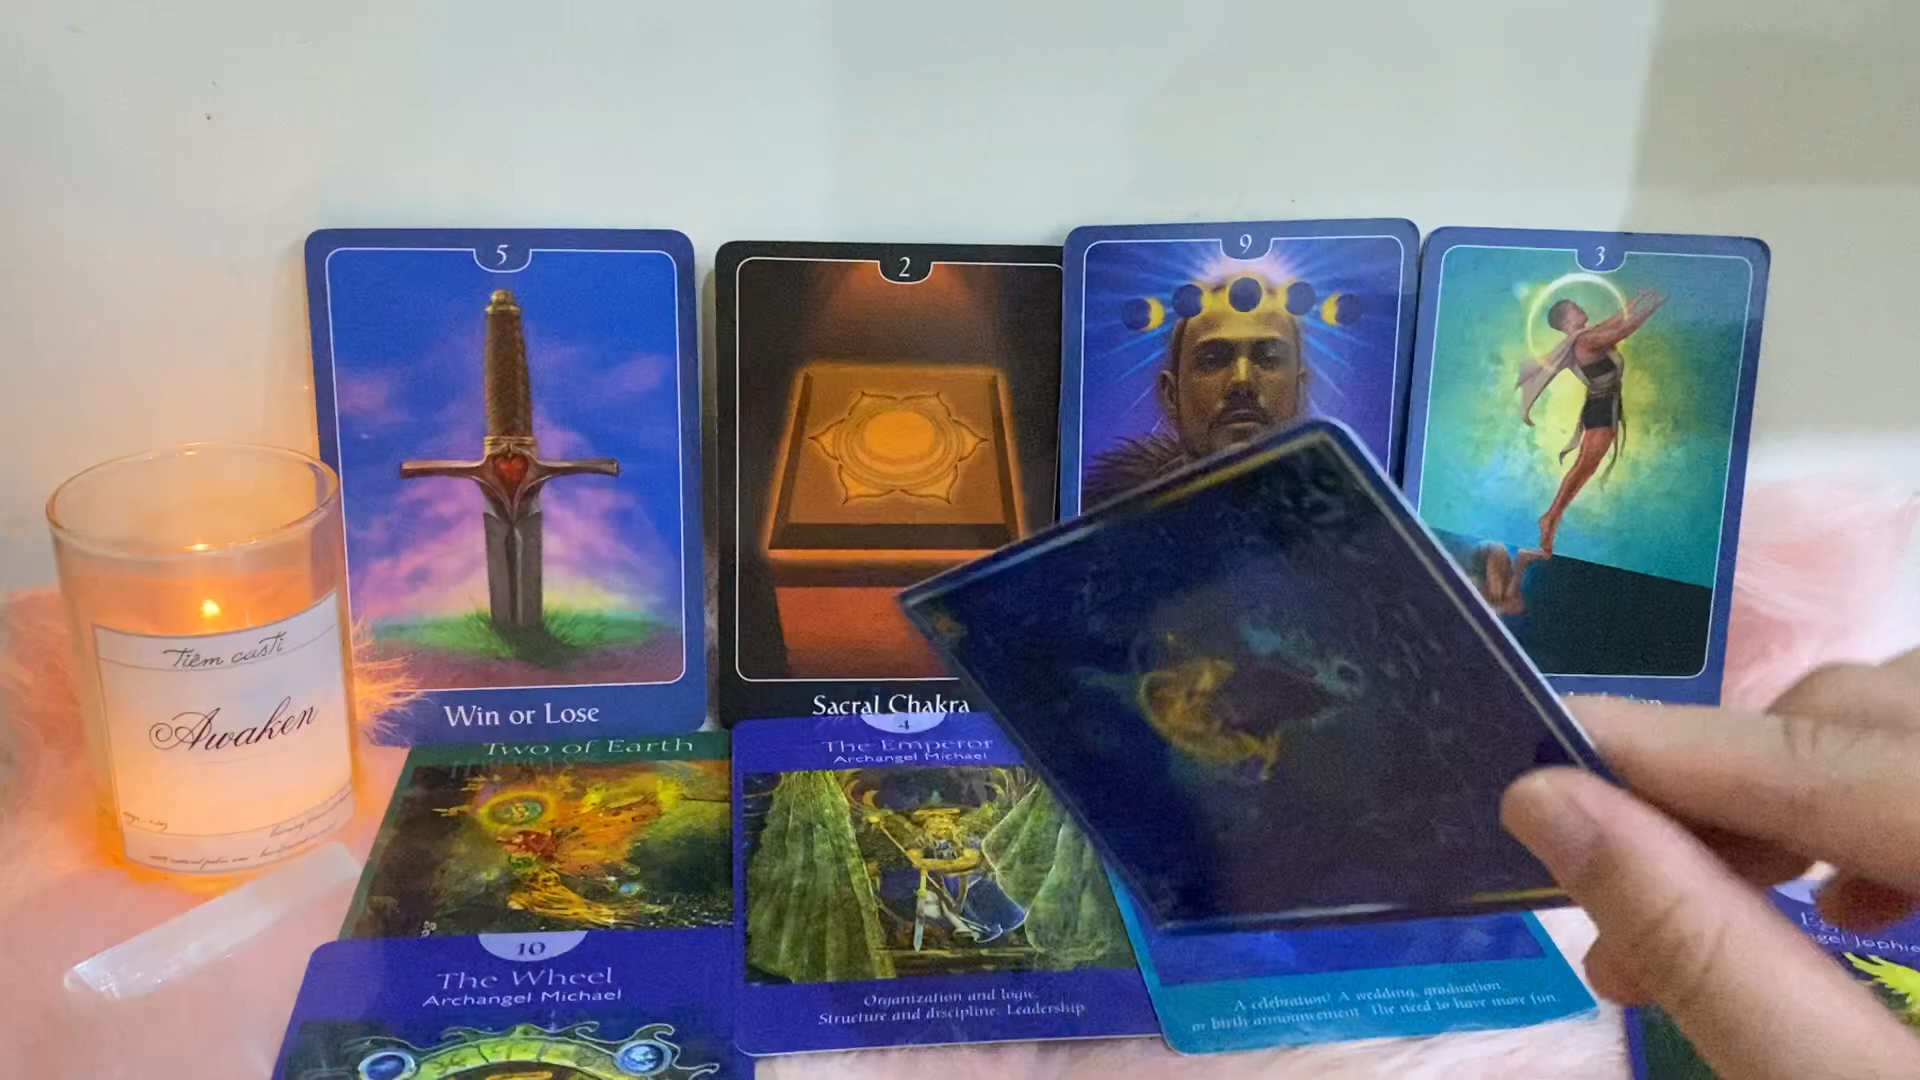 5
2
9
3
Tiệm casTi
Awaken
Win or Lose
Sacral Chakra
Two of Earth
4
The Emperor
Archangel Michael
10
The Wheel
Archangel Michael
Organization and logic.
Structure and discipline. Leadership.
A celebration! A wedding, graduation,
or birth announcement. The need to have more fun.